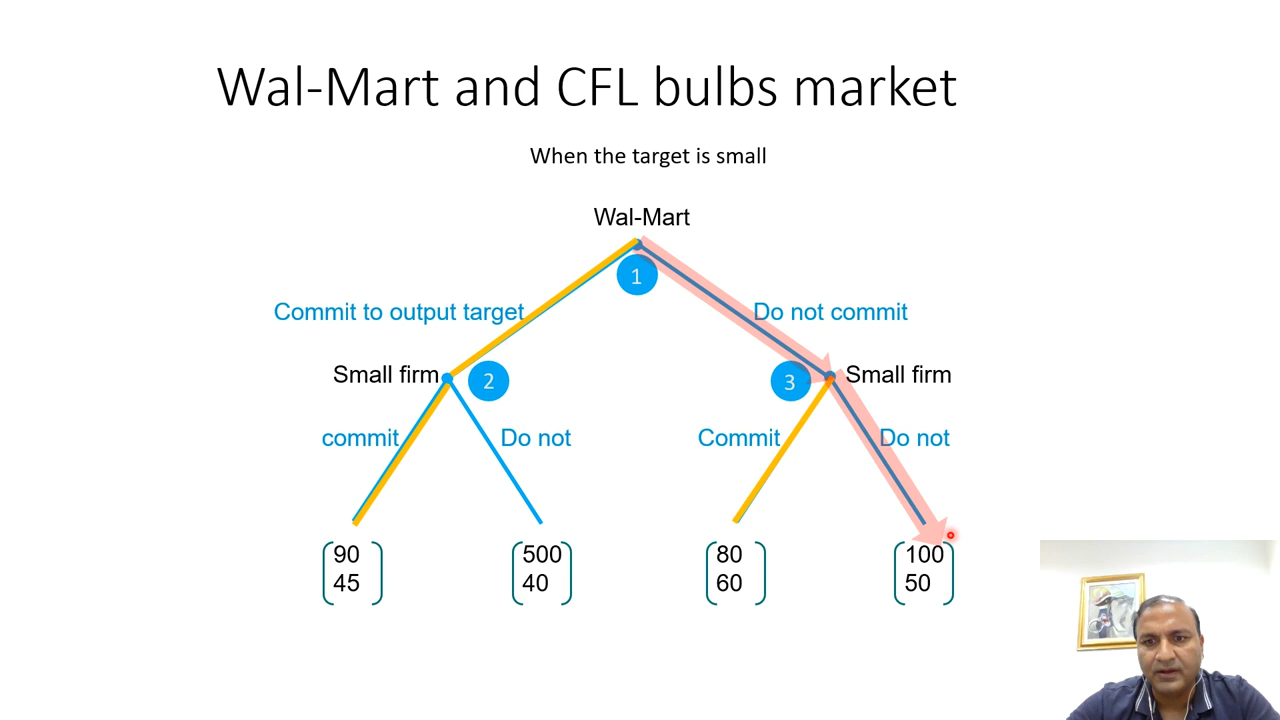 Wal-Mart and CFL bulbs market
When the target is small
Wal-Mart
1
Commit to output target
Do not commit
Small firm
2
3
Small firm
commit
Do not
Commit
Do not
90
45
500
40
80
60
100
50